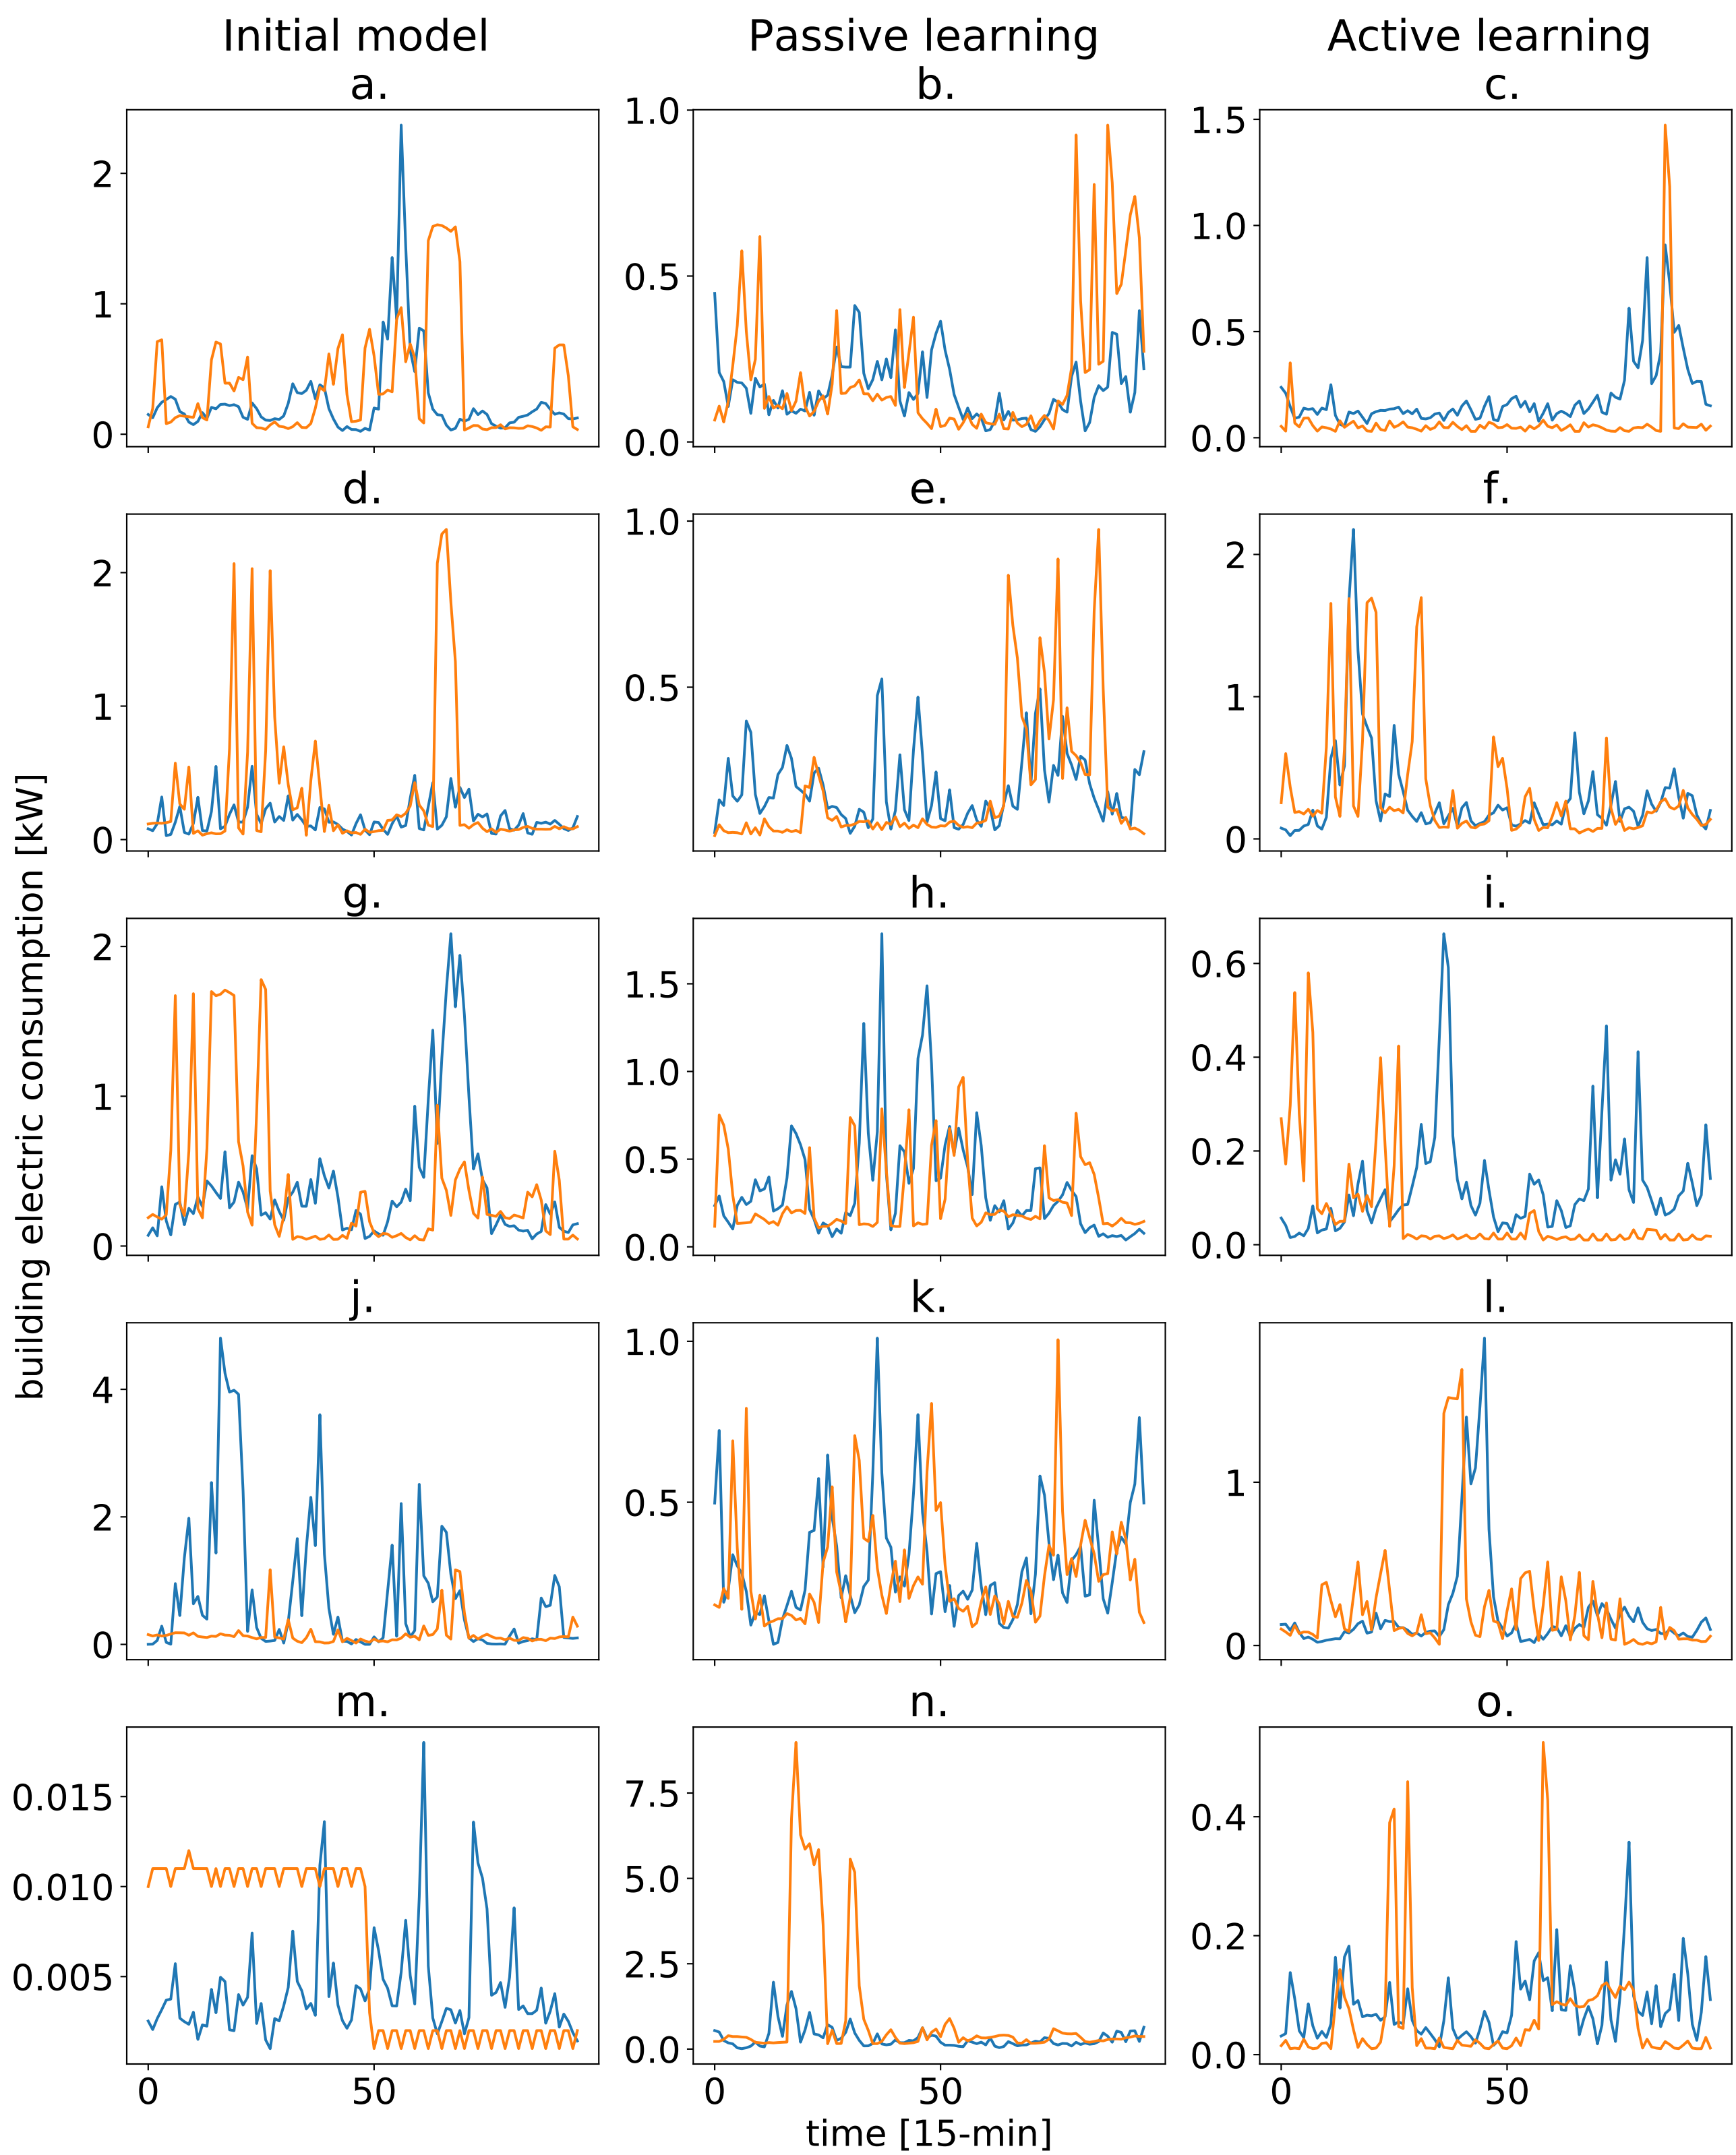 Initial model
Passive learning
Active learning
a.
b.
c.
2
1
0
1.0
0.5
0.0
1.5
1.0
0.5
0.0
d.
e.
f.
2
1
0
1.0
0.5
2
1
0
g.
h.
i.
2
1
0
1.5
1.0
0.5
0.0
0.6
0.4
0.2
0.0
j.
k.
l.
4
2
0
1.0
0.5
1
0
m.
n.
o.
0.015
0.010
0.005
7.5
5.0
2.5
0.0
0.4
0.2
0.0
0 50
0 50
0 50
building electric consumption [kW]
time [15-min]